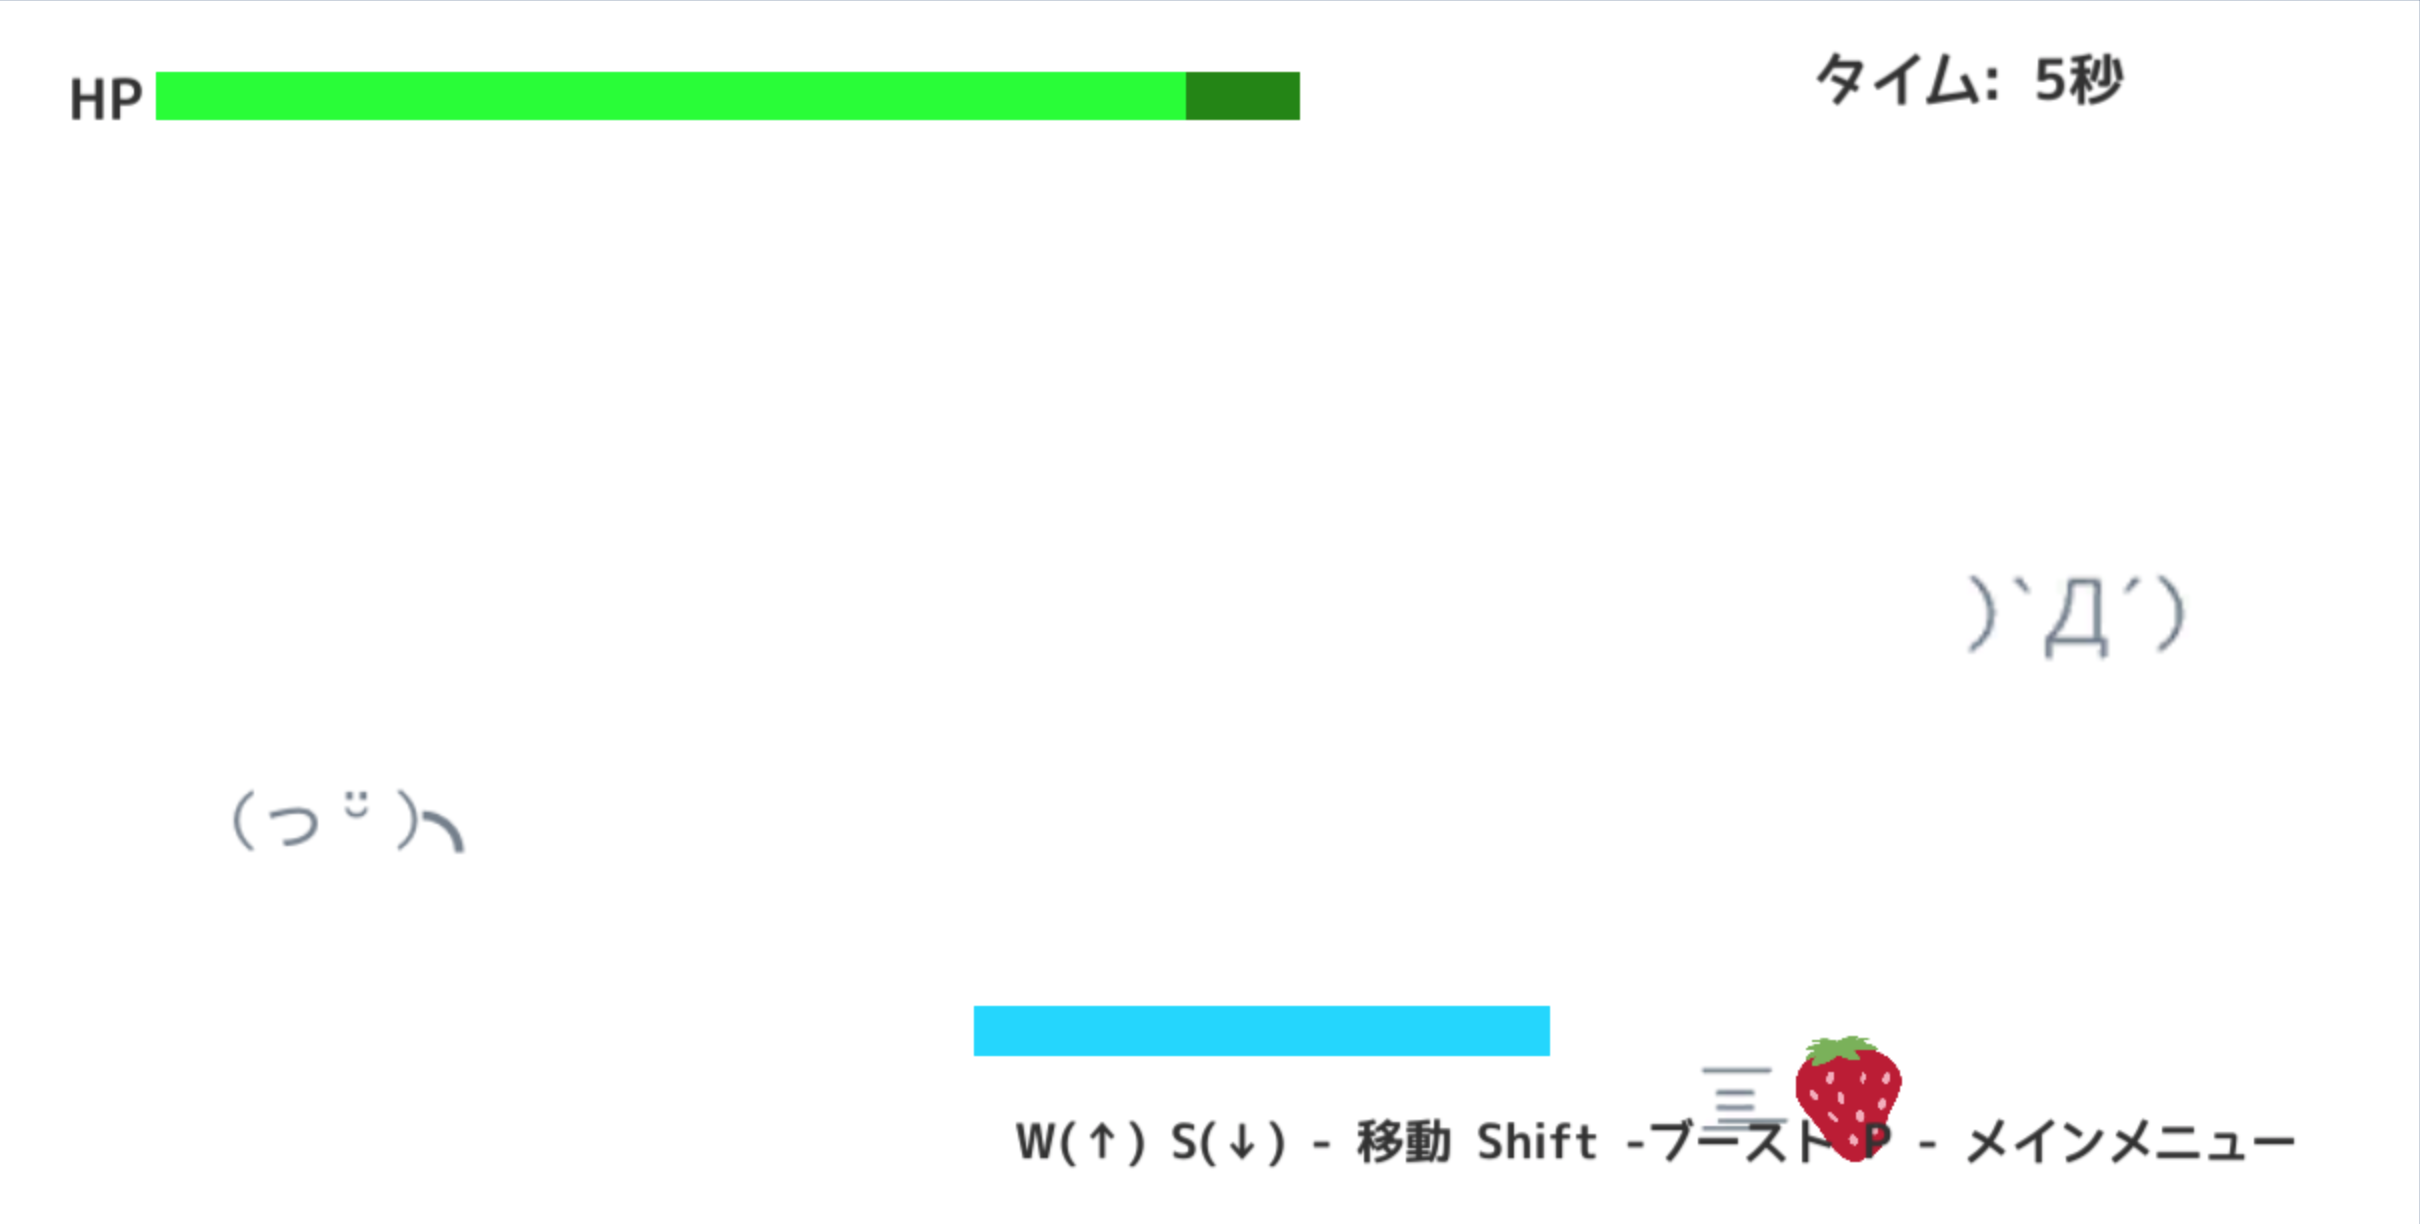 HP
タイム: 5秒
)`Д´)
(っ ̈ )╮
W(↑) S(↓) - 移動 Shift -ブースト P - メインメニュー